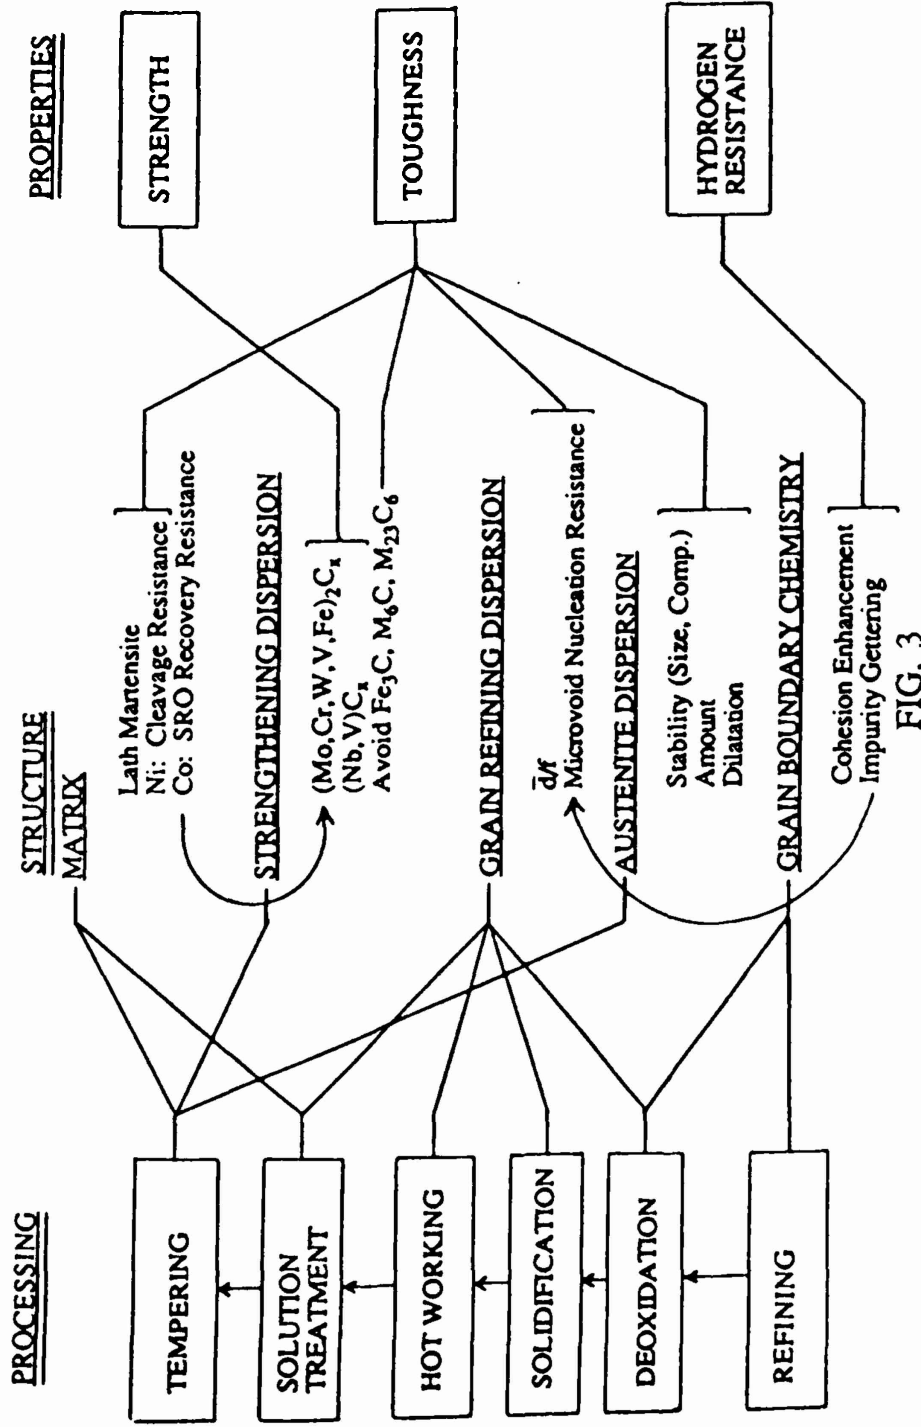 PROCESSING
TEMPERING
SOLUTION
TREATMENT
HOT WORKING
SOLIDIFICATION
DEOXIDATION
REFINING
STRUCTURE
MATRIX
Lath Martensite
Ni: Cleavage Resistance
Co: SRO Recovery Resistance
STRENGTHENING DISPERSION
(Mo,Cr,W,V,Fe)₂Cₓ
(Nb,V)Cₓ
Avoid Fe₃C, M₆C, M₂₃C₆
GRAIN REFINING DISPERSION
d̄/f
Microvoid Nucleation Resistance
AUSTENITE DISPERSION
Stability (Size, Comp.)
Amount
Dilatation
GRAIN BOUNDARY CHEMISTRY
Cohesion Enhancement
Impurity Gettering
PROPERTIES
STRENGTH
TOUGHNESS
HYDROGEN
RESISTANCE
FIG. 3